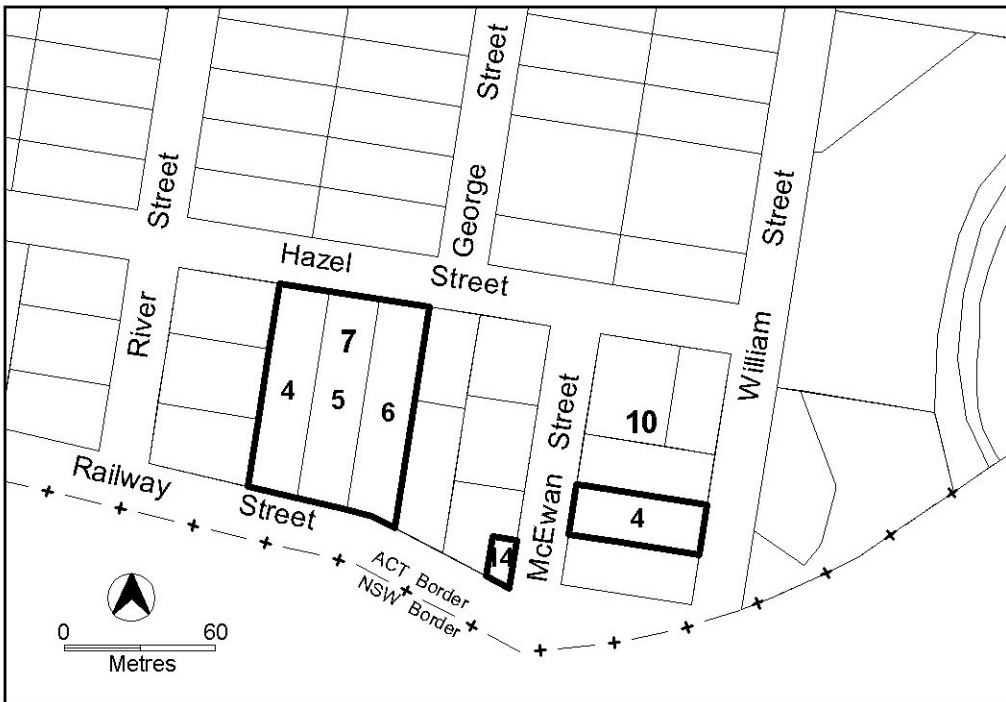 Street
Street
George
Street
Hazel
Street
River
William
7
4
5
6
10
Street
4
14
McEwan
Railway
Street
ACT Border
NSW Border
0 60
Metres